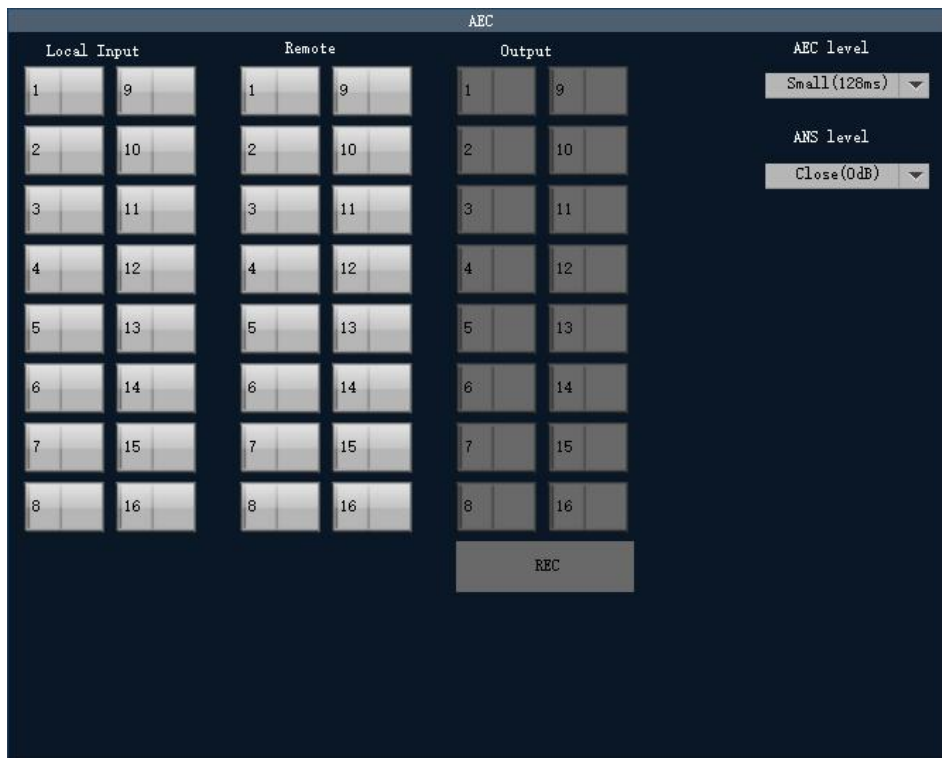 AEC
Local Input Remote Output AEC level
1 9 1 9 1 9 Small(128ms)
2 10 2 10 2 10 ANS level
3 11 3 11 3 11 Close(0dB)
4 12 4 12 4 12
5 13 5 13 5 13
6 14 6 14 6 14
7 15 7 15 7 15
8 16 8 16 8 16
REC